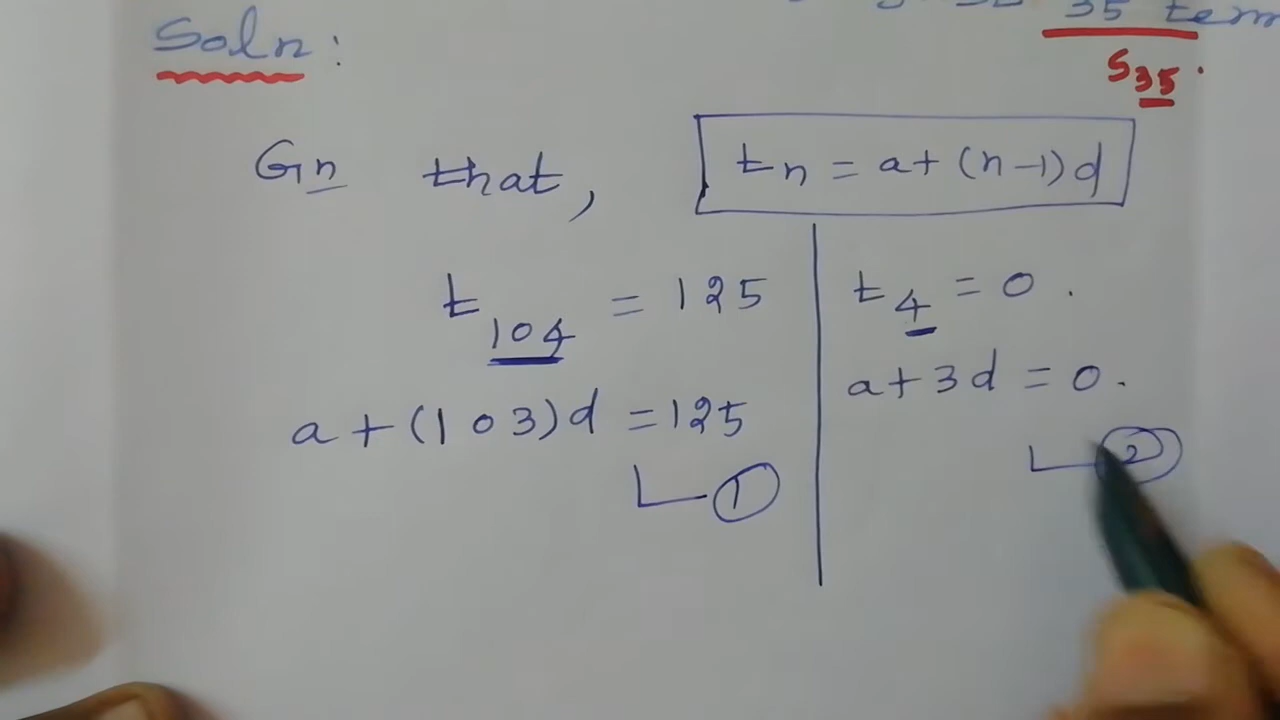 35 term
Soln:
S35.
Gn that,
tn = a+(n-1)d
t104 = 125
t4 = 0.
a+(103)d = 125
a+3d = 0.
1
2